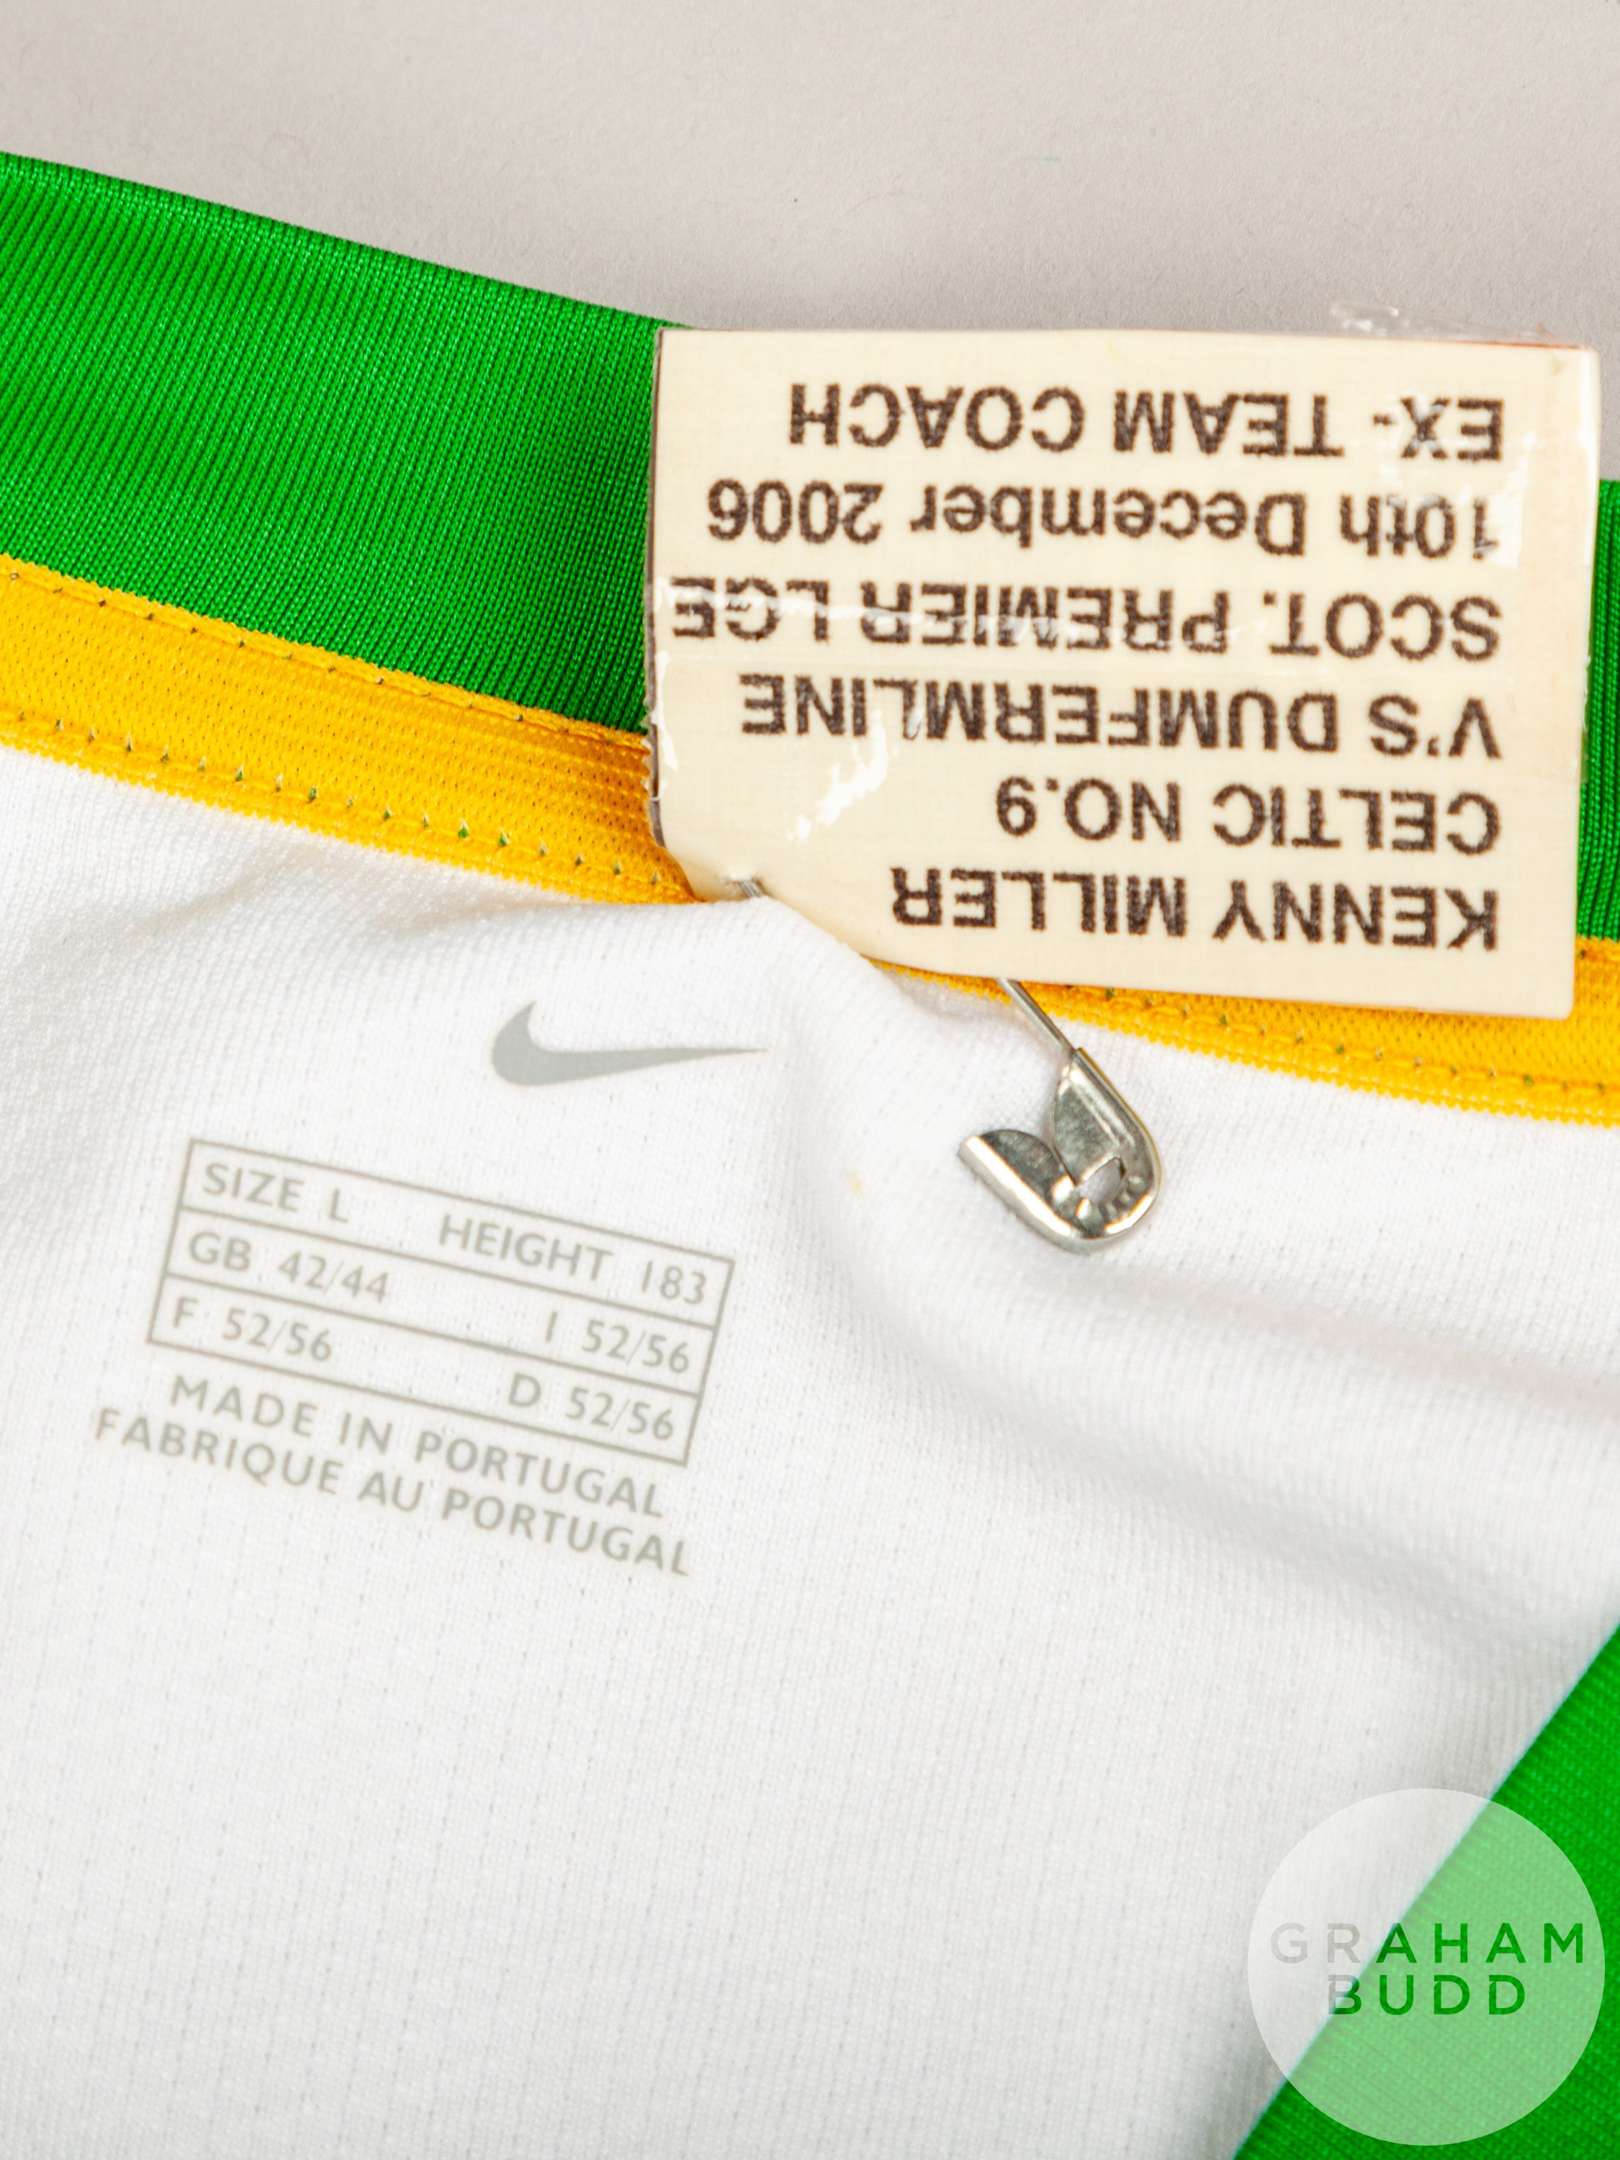 KENNY MILLER
CELTIC NO.9
V'S DUMFERMLINE
SCOT. PREMIER LGE
10th December 2006
EX- TEAM COACH
SIZE L HEIGHT 183
GB 42/44 I 52/56
F 52/56 D 52/56
MADE IN PORTUGAL
FABRIQUE AU PORTUGAL
GRAHAM
BUDD